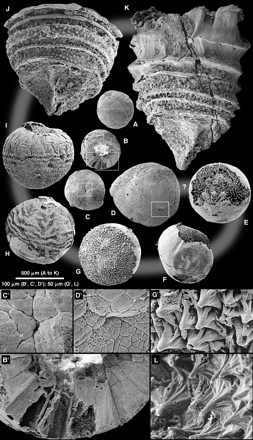 J
K
A
B
I
C
D
?
E
H
G
F
500 µm (A to K)
100 µm (B', C', D'); 50 µm (G', L)
C'
D'
G'
B'
L